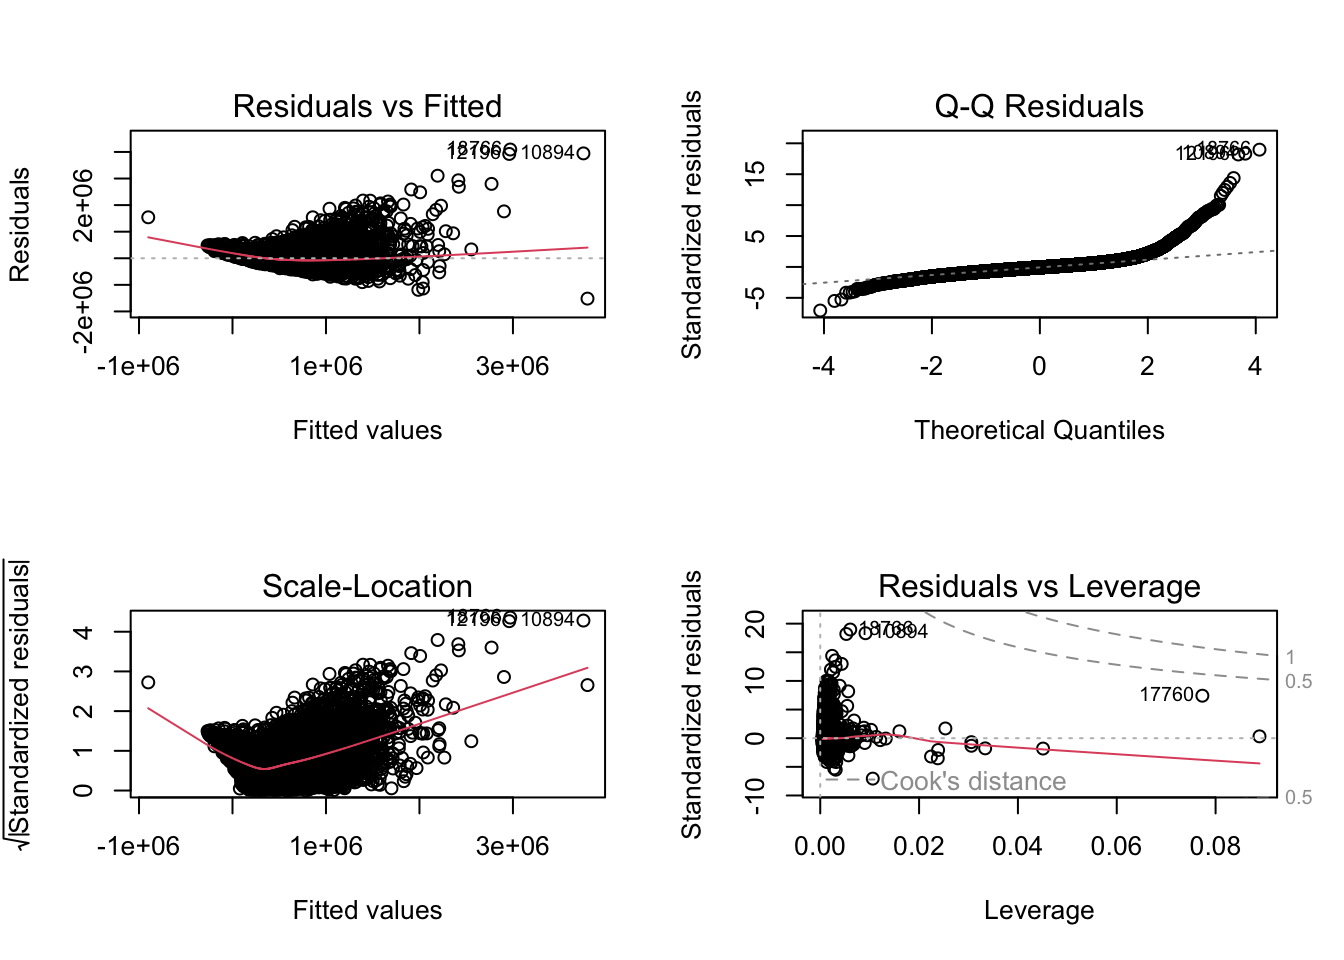 Residuals vs Fitted
Residuals
2e+06
-2e+06
18766
12196
10894
-1e+06
1e+06
3e+06
Fitted values
Q-Q Residuals
Standardized residuals
15
5
-5
18766
-4
-2
0
2
4
Theoretical Quantiles
Scale-Location
√|Standardized residuals|
4
3
2
1
0
18766
12196
10894
-1e+06
1e+06
3e+06
Fitted values
Residuals vs Leverage
Standardized residuals
20
10
0
-10
18766
10894
17760
1
0.5
0.5
Cook's distance
0.00
0.02
0.04
0.06
0.08
Leverage